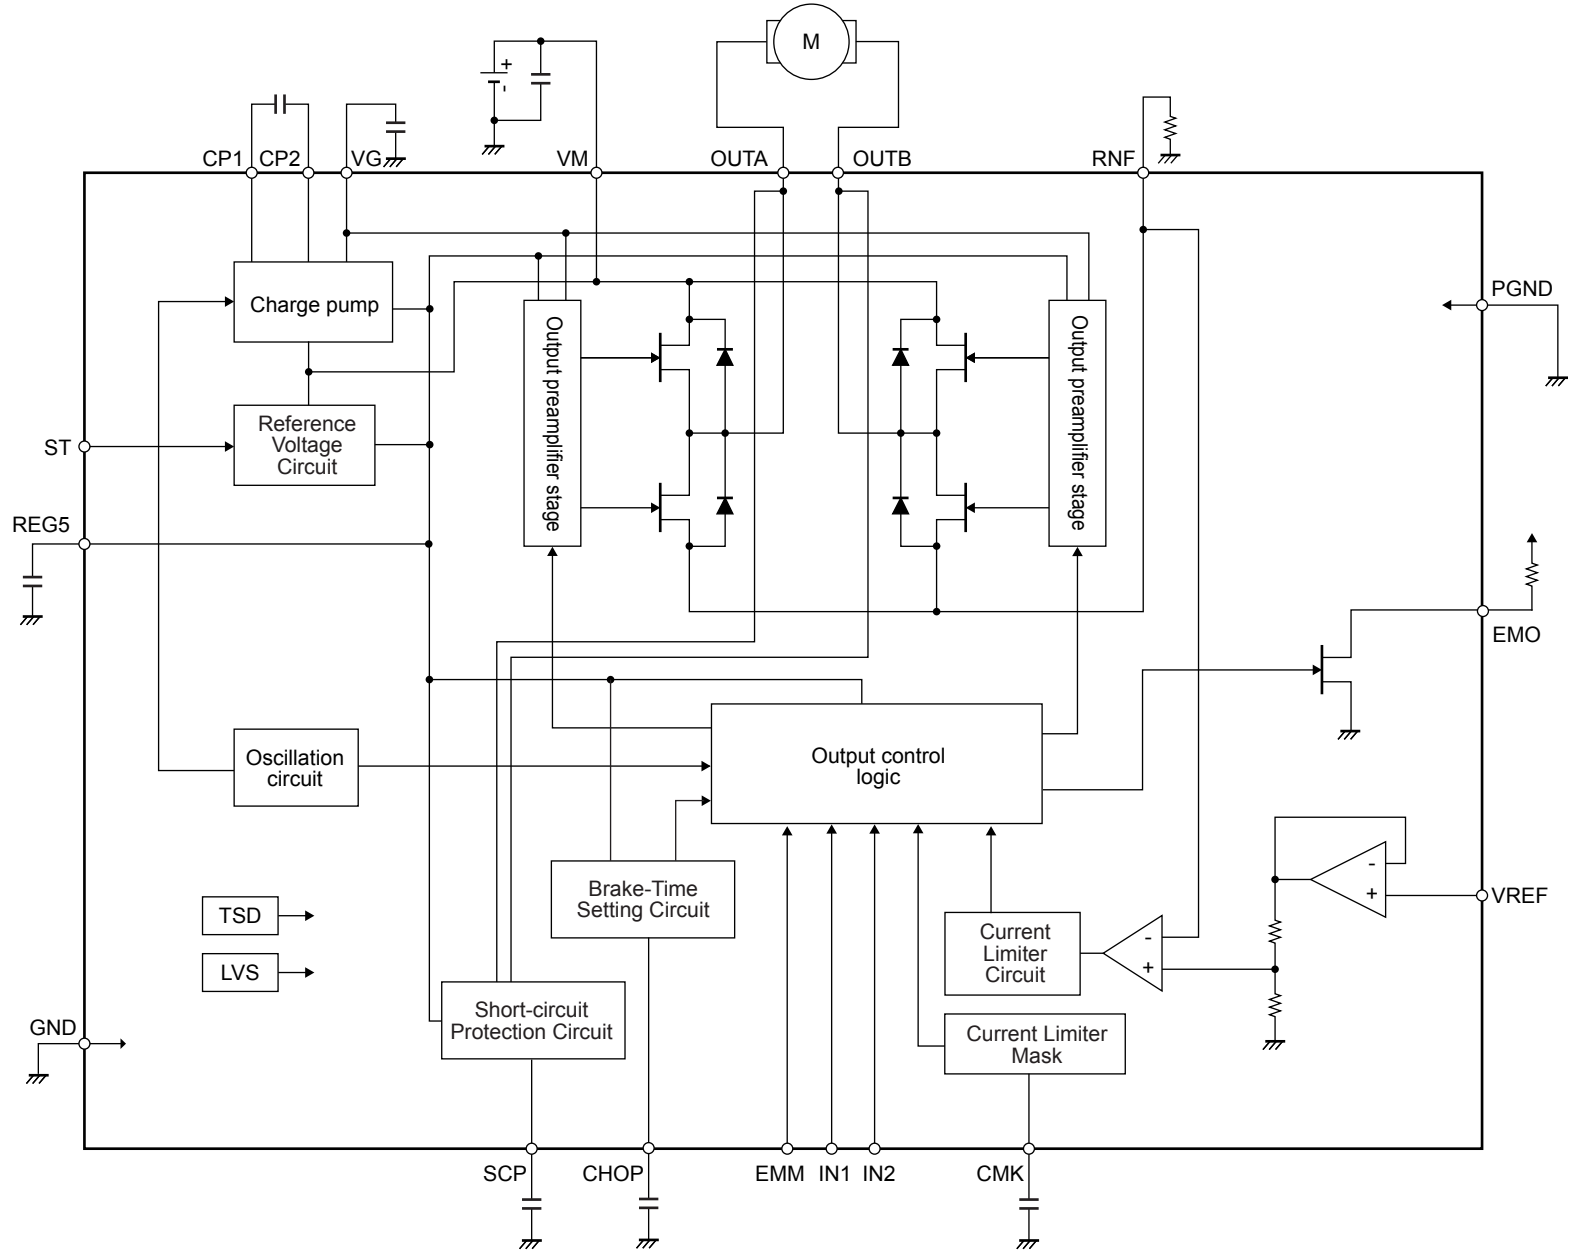 M
+
-
CP1 CP2 VG VM OUTA OUTB RNF
Charge pump
PGND
Output preamplifier stage
Output preamplifier stage
Reference
Voltage
Circuit
ST
REG5
EMO
Oscillation
circuit
Output control
logic
Brake-Time
Setting Circuit
-
+
VREF
TSD
LVS
Current
Limiter
Circuit
-
+
Short-circuit
Protection Circuit
Current Limiter
Mask
GND
SCP CHOP EMM IN1 IN2 CMK